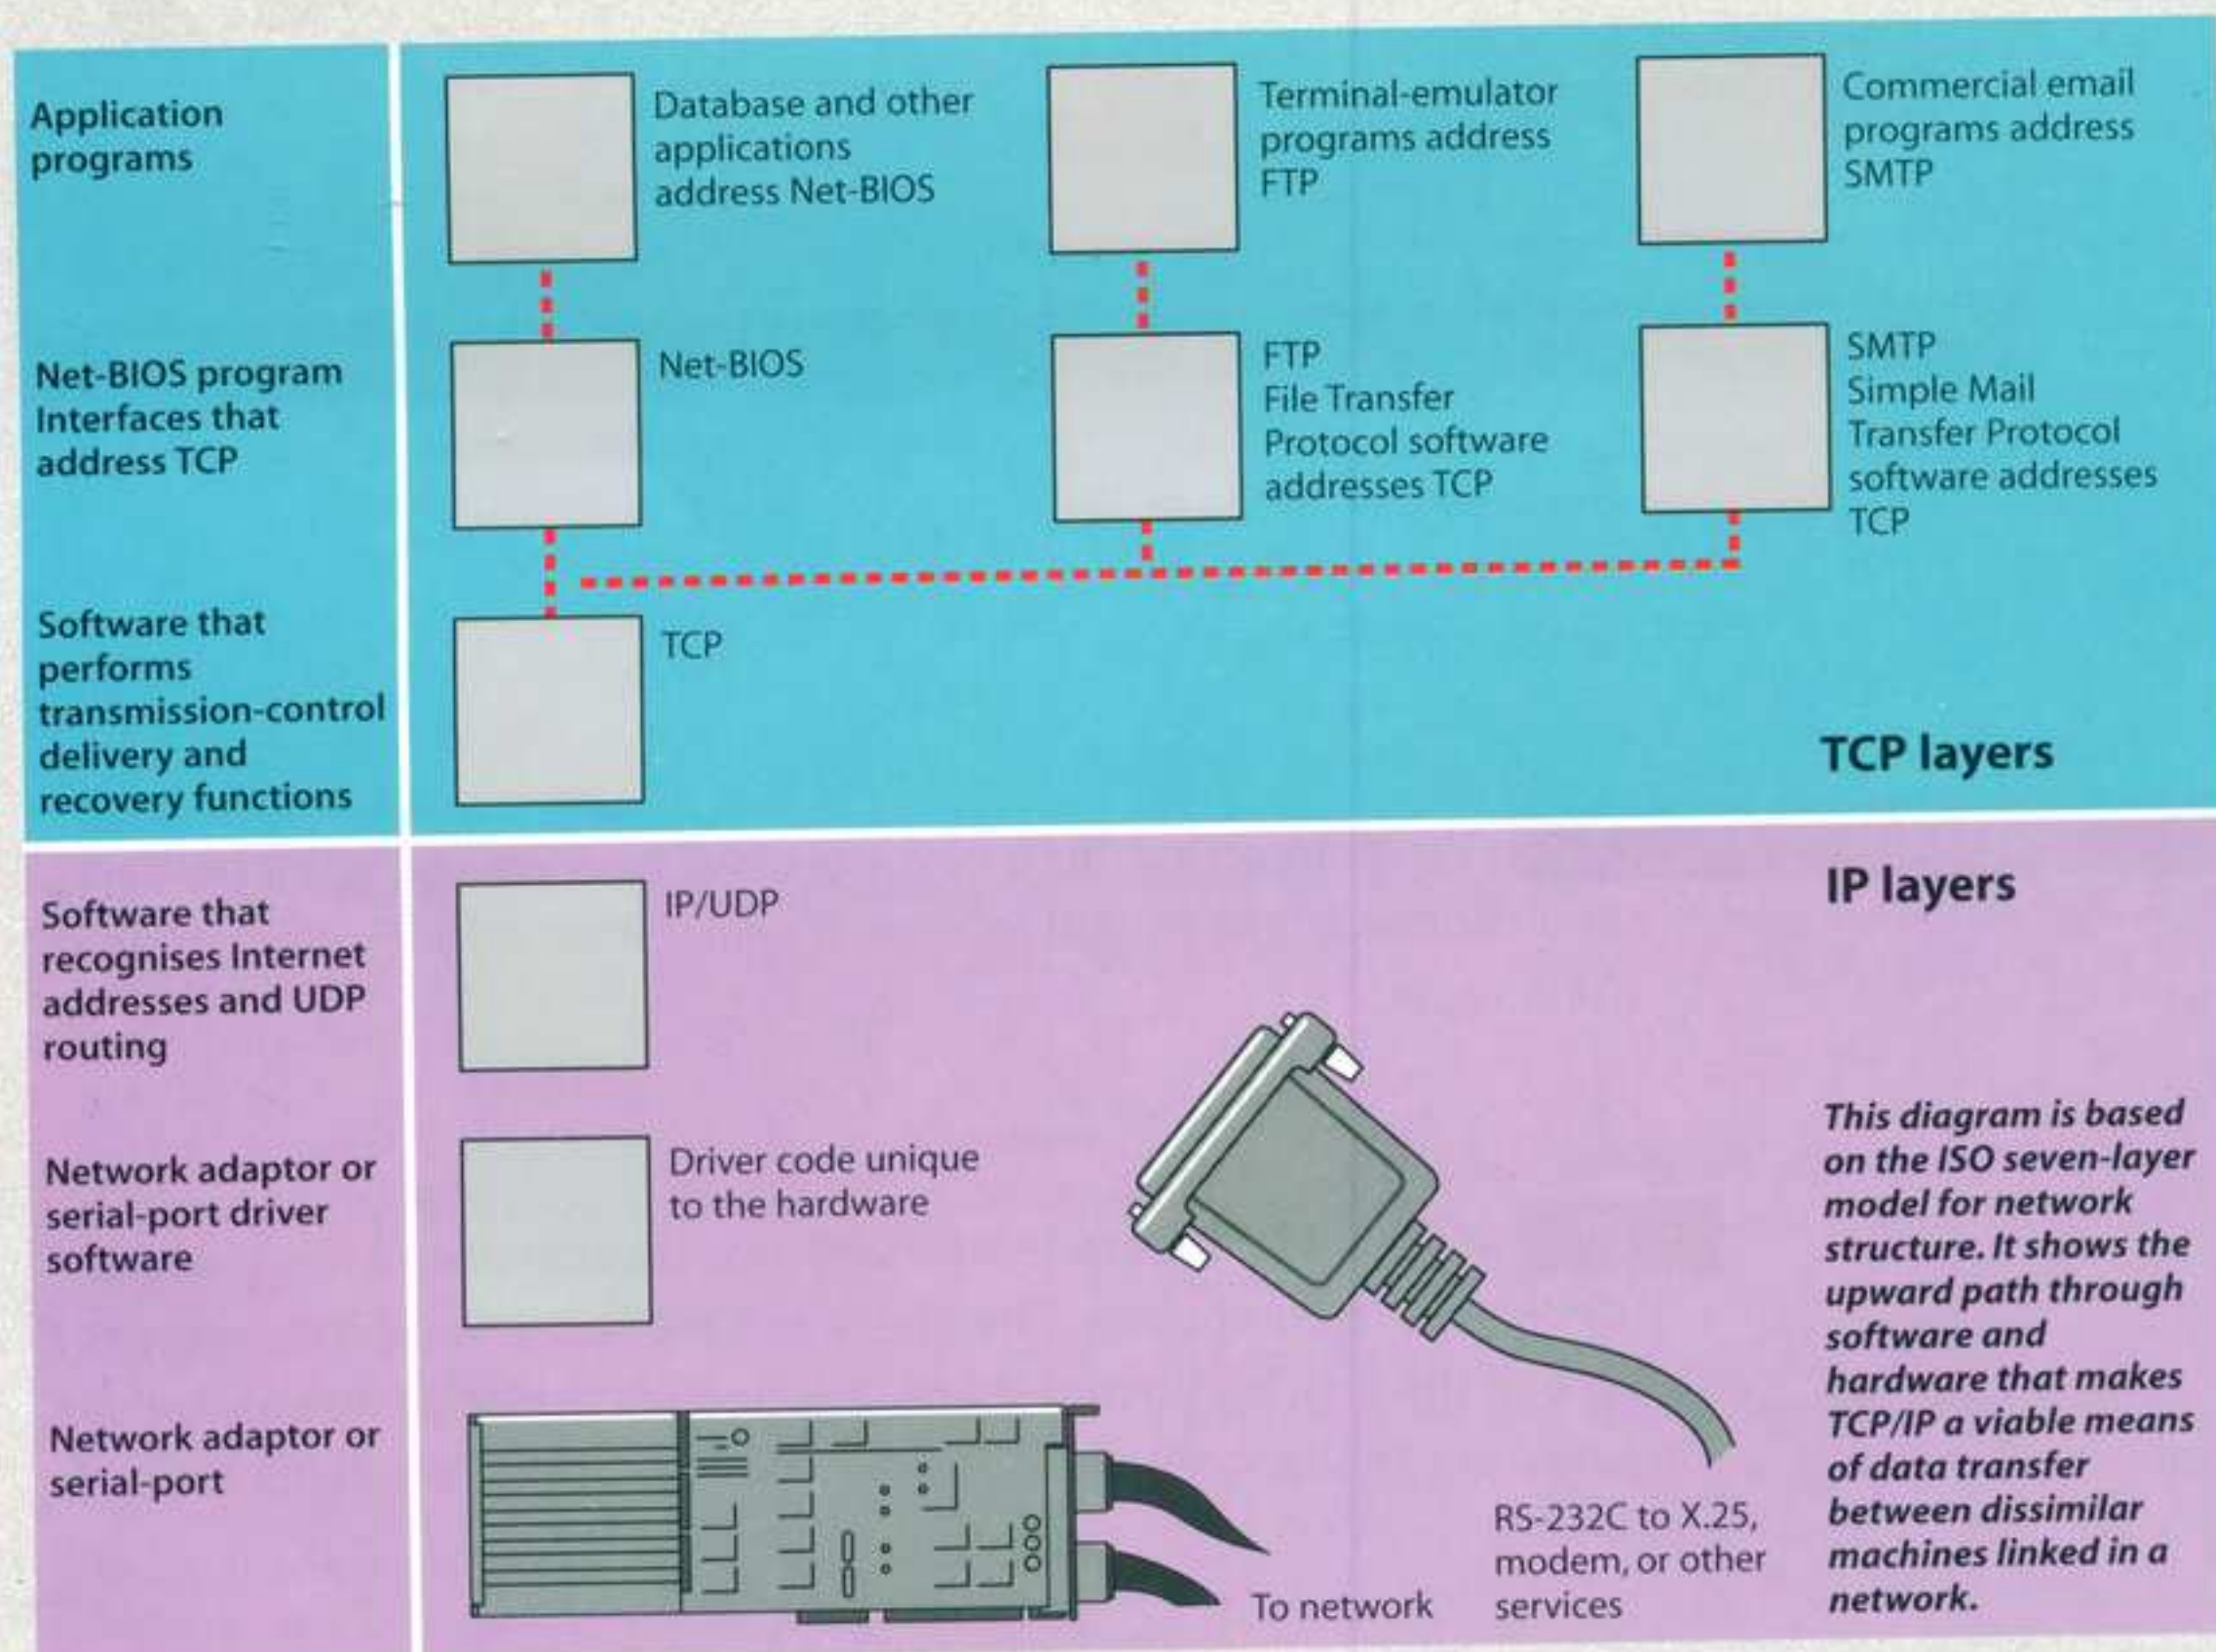 Application
programs
Database and other
applications
address Net-BIOS
Terminal-emulator
programs address
FTP
Commercial email
programs address
SMTP
Net-BIOS program
Interfaces that
address TCP
Net-BIOS
FTP
File Transfer
Protocol software
addresses TCP
SMTP
Simple Mail
Transfer Protocol
software addresses
TCP
Software that
performs
transmission-control
delivery and
recovery functions
TCP
TCP layers
IP layers
Software that
recognises Internet
addresses and UDP
routing
IP/UDP
Network adaptor or
serial-port driver
software
Driver code unique
to the hardware
Network adaptor or
serial-port
To network
RS-232C to X.25,
modem, or other
services
This diagram is based
on the ISO seven-layer
model for network
structure. It shows the
upward path through
software and
hardware that makes
TCP/IP a viable means
of data transfer
between dissimilar
machines linked in a
network.